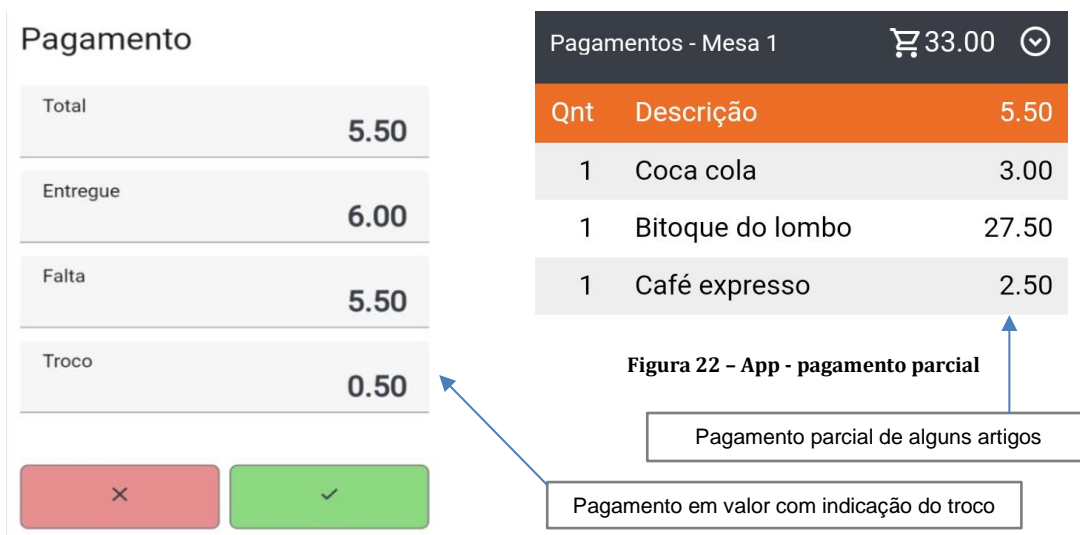 Pagamento
Total
5.50
Entregue
6.00
Falta
5.50
Troco
0.50
Pagamentos - Mesa 1 33.00
Qnt Descrição 5.50
1 Coca cola 3.00
1 Bitoque do lombo 27.50
1 Café expresso 2.50
Figura 22 – App - pagamento parcial
Pagamento parcial de alguns artigos
Pagamento em valor com indicação do troco